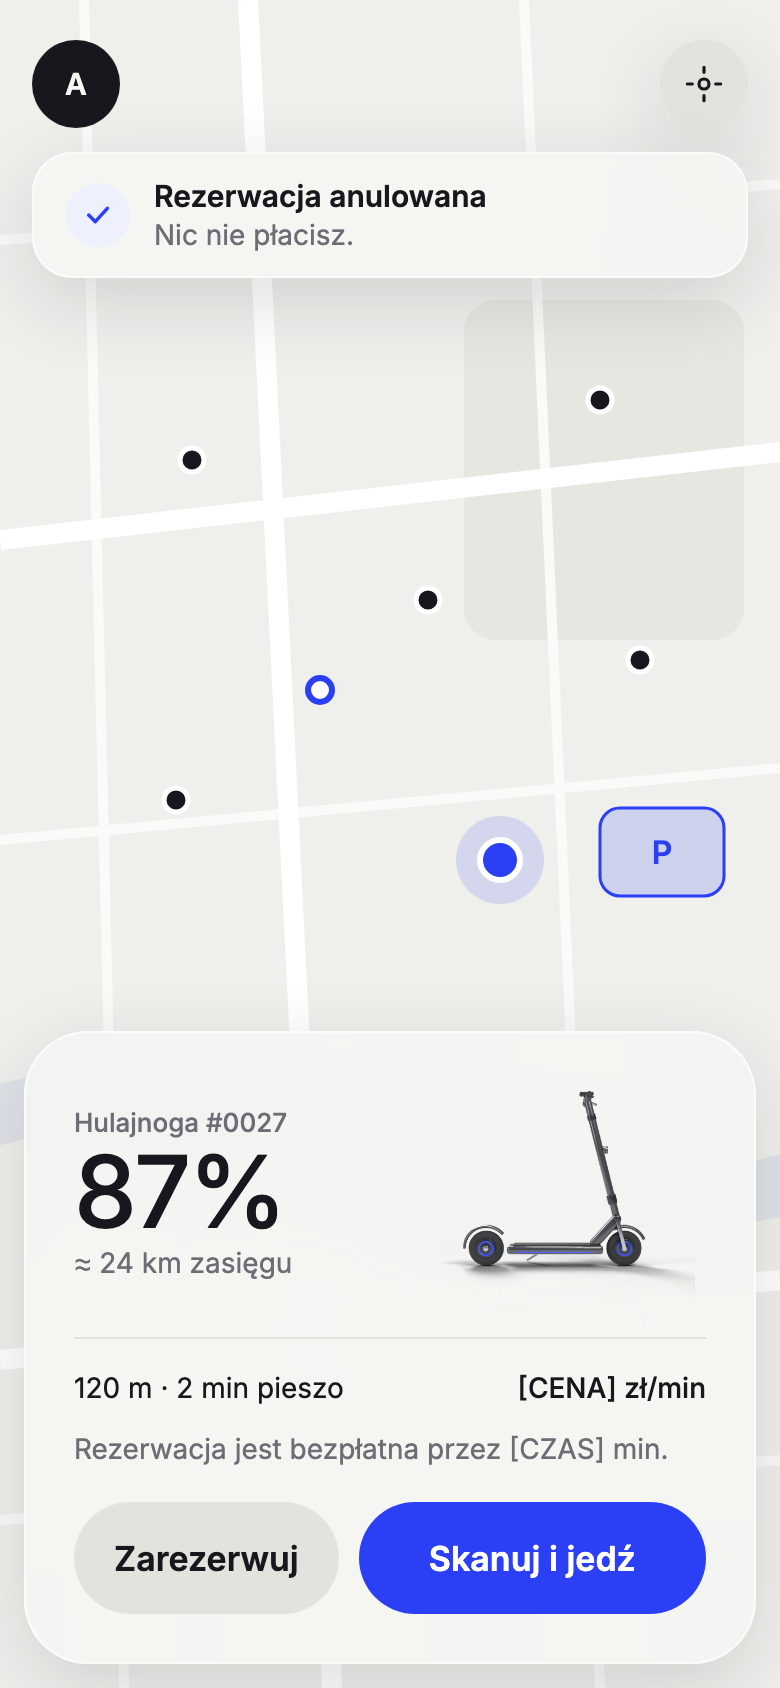 A
Rezerwacja anulowana
Nic nie płacisz.
P
Hulajnoga #0027
87%
≈ 24 km zasięgu
120 m · 2 min pieszo
[CENA] zł/min
Rezerwacja jest bezpłatna przez [CZAS] min.
Zarezerwuj
Skanuj i jedź